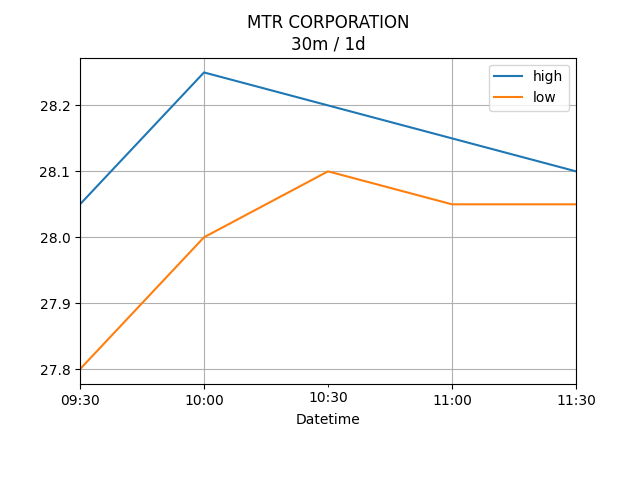 MTR CORPORATION
30m / 1d
high
low
28.2
28.1
28.0
27.9
27.8
09:30 10:00 10:30 11:00 11:30
Datetime